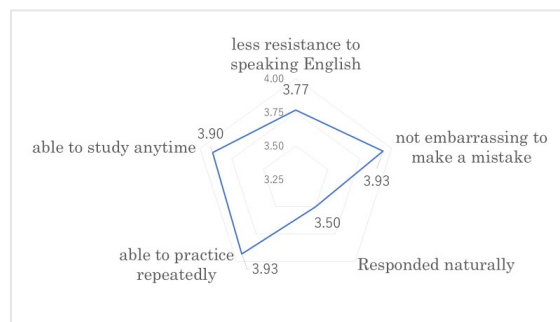 less resistance to
speaking English
4.00
3.77
3.75
3.90
able to study anytime
not embarrassing to
make a mistake
3.50
3.93
3.25
3.50
able to practice
repeatedly
3.93
Responded naturally